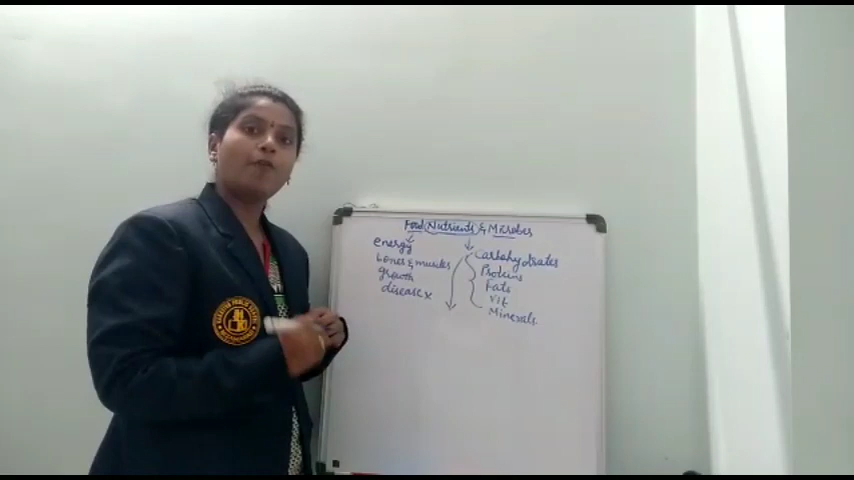 Food Nutrients & Microbes
energy
bones & muscles
growth
disease x
Carbohydrates
Proteins
Fats
Vit
Minerals.